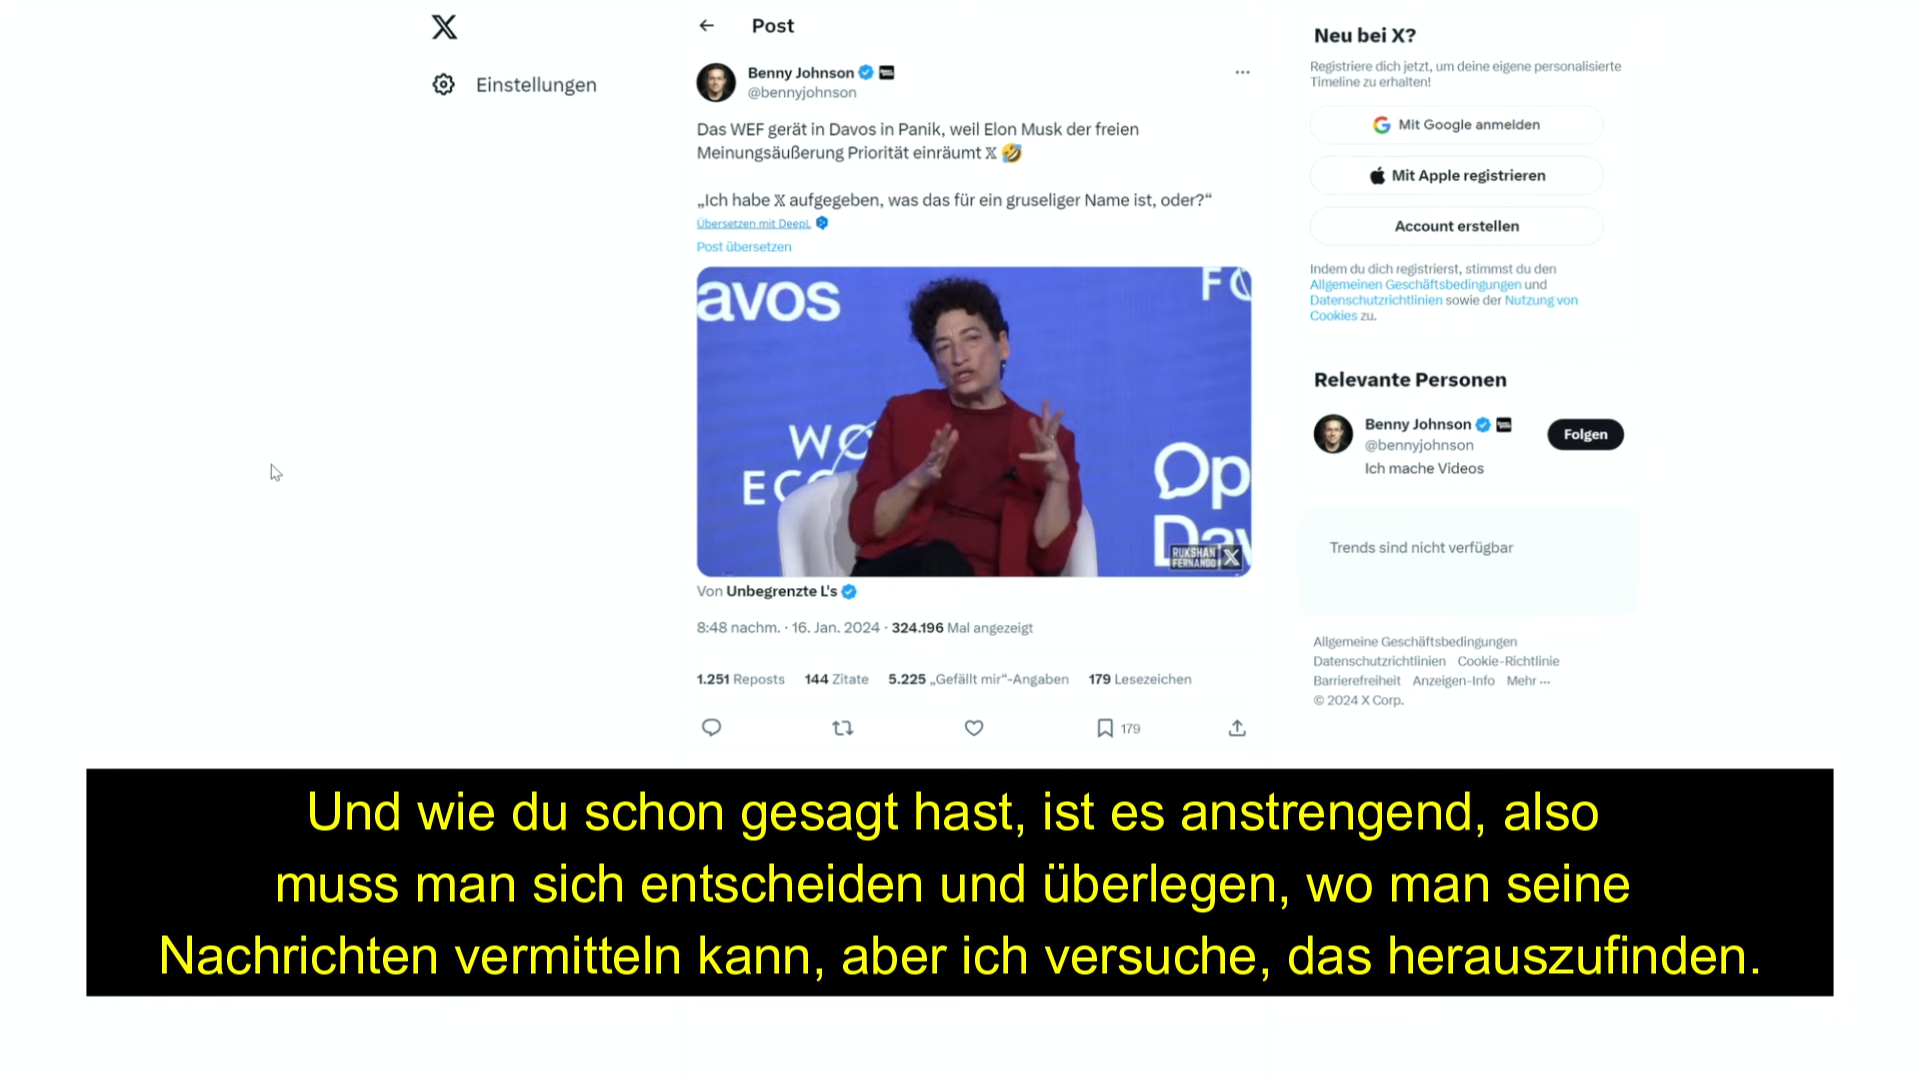 Einstellungen
Post
Benny Johnson
@bennyjohnson
Das WEF gerät in Davos in Panik, weil Elon Musk der freien
Meinungsäußerung Priorität einräumt 𝕏 🤣
„Ich habe 𝕏 aufgegeben, was das für ein gruseliger Name ist, oder?“
Übersetzen mit DeepL
Post übersetzen
avos
FO
WO
ECO
Op
Dav
RUKSHAN
FERNANDO
Von Unbegrenzte L's
8:48 nachm. · 16. Jan. 2024 · 324.196 Mal angezeigt
1.251 Reposts 144 Zitate 5.225 „Gefällt mir“-Angaben 179 Lesezeichen
179
Neu bei X?
Registriere dich jetzt, um deine eigene personalisierte
Timeline zu erhalten!
Mit Google anmelden
Mit Apple registrieren
Account erstellen
Indem du dich registrierst, stimmst du den
Allgemeinen Geschäftsbedingungen und
Datenschutzrichtlinien sowie der Nutzung von
Cookies zu.
Relevante Personen
Benny Johnson
@bennyjohnson
Folgen
Ich mache Videos
Trends sind nicht verfügbar
Allgemeine Geschäftsbedingungen
Datenschutzrichtlinien Cookie-Richtlinie
Barrierefreiheit Anzeigen-Info Mehr ···
© 2024 X Corp.
Und wie du schon gesagt hast, ist es anstrengend, also
muss man sich entscheiden und überlegen, wo man seine
Nachrichten vermitteln kann, aber ich versuche, das herauszufinden.